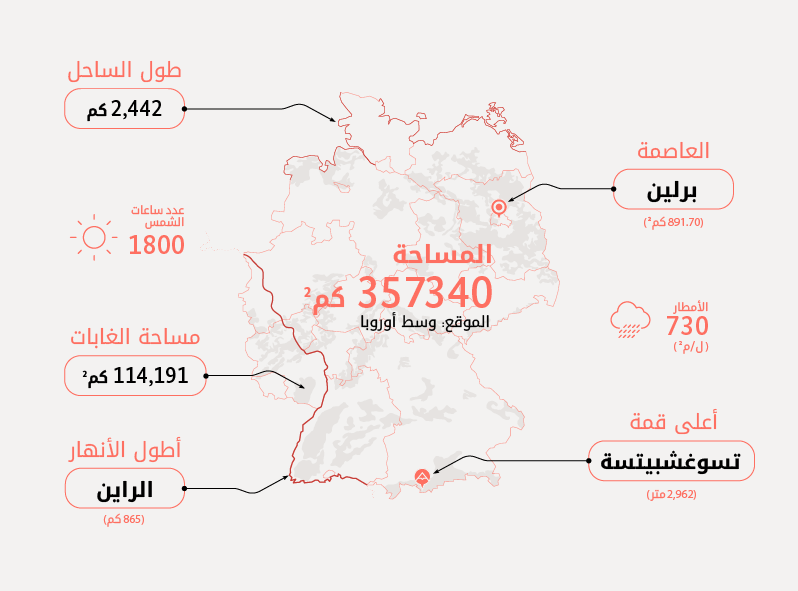 طول الساحل
2,442 كم
العاصمة
برلين
(891.70 كم²)
عدد ساعات
الشمس
1800
المساحة
357340 كم²
الموقع: وسط أوروبا
الأمطار
730
(ل/م²)
مساحة الغابات
114,191 كم²
أعلى قمة
تسوغشبيتسة
(2,962 متر)
أطول الأنهار
الراين
(865 كم)